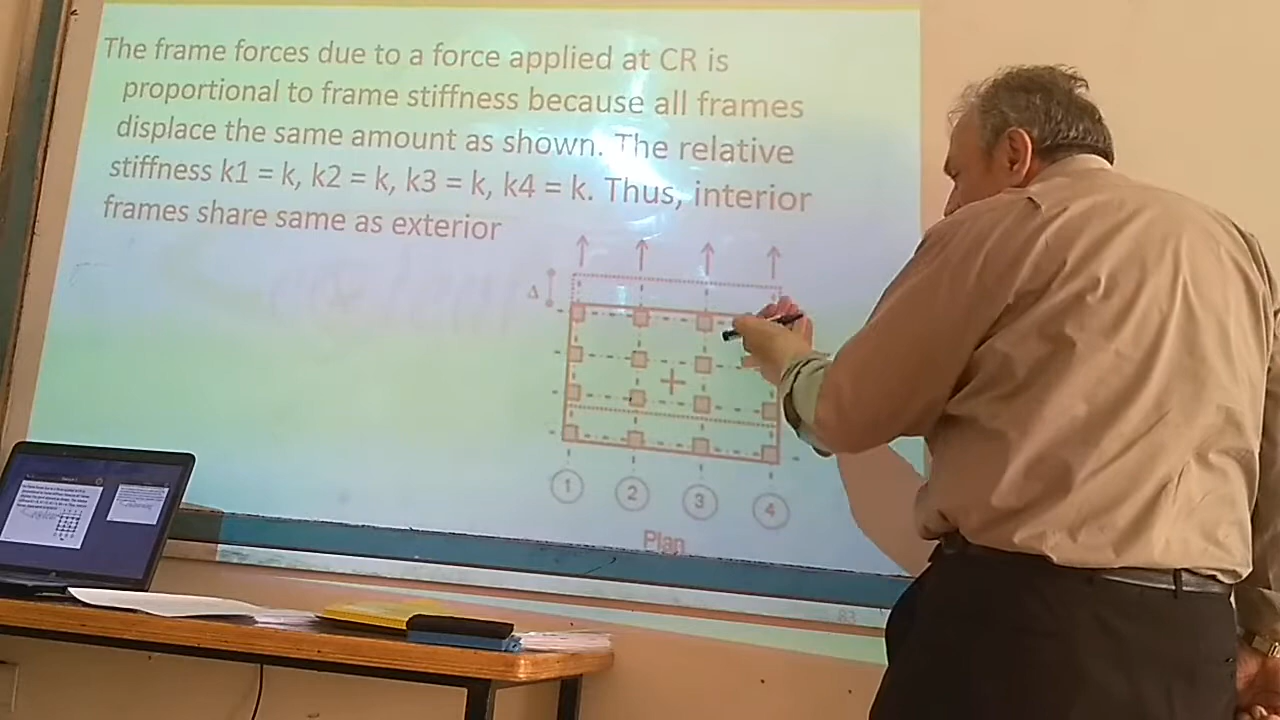 The frame forces due to a force applied at CR is
proportional to frame stiffness because all frames
displace the same amount as shown. The relative
stiffness k1 = k, k2 = k, k3 = k, k4 = k. Thus, interior
frames share same as exterior
Δ
1 2 3 4
Plan
83